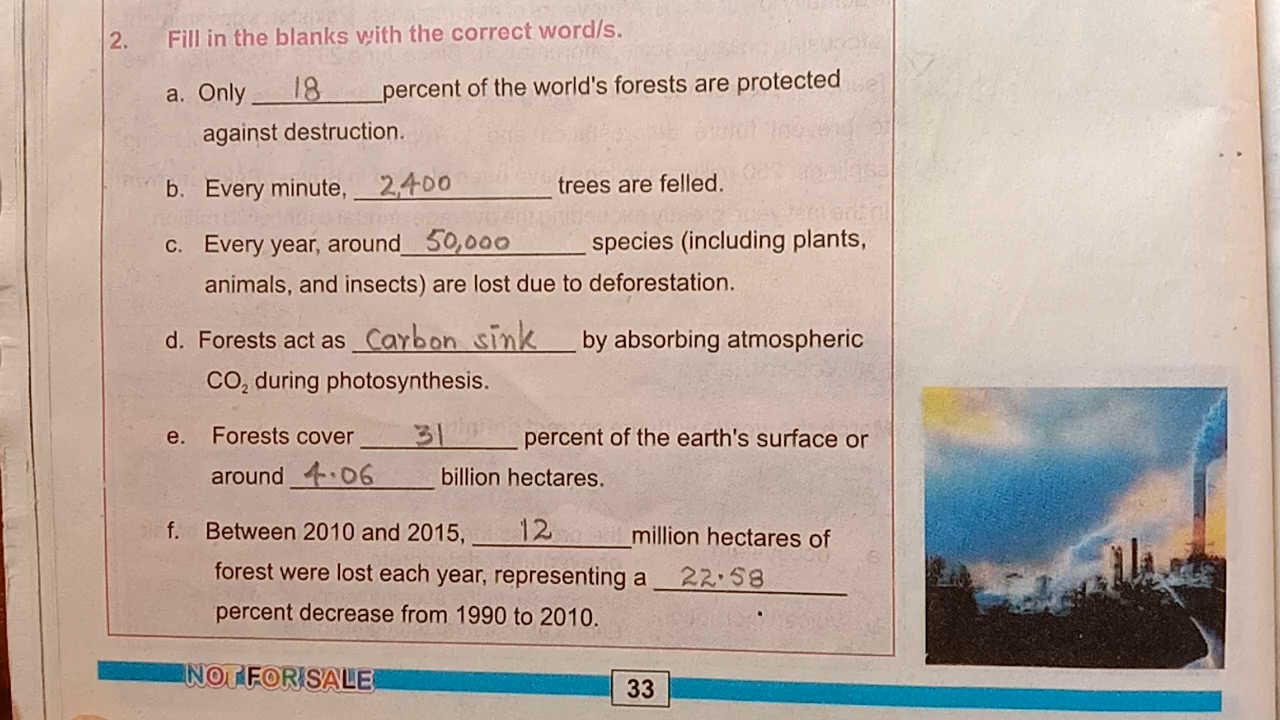 2. Fill in the blanks with the correct word/s.
a. Only 18 percent of the world's forests are protected
against destruction.
b. Every minute, 2,400 trees are felled.
c. Every year, around 50,000 species (including plants,
animals, and insects) are lost due to deforestation.
d. Forests act as Carbon sink by absorbing atmospheric
CO₂ during photosynthesis.
e. Forests cover 31 percent of the earth's surface or
around 4.06 billion hectares.
f. Between 2010 and 2015, 12 million hectares of
forest were lost each year, representing a 22.58
percent decrease from 1990 to 2010.
NOT FOR SALE
33